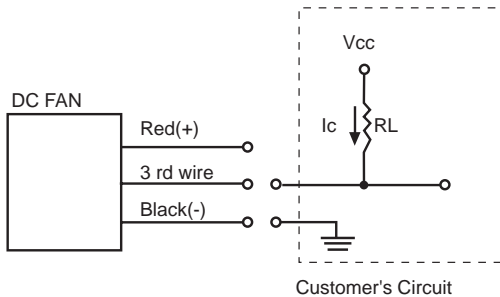 Vcc
DC FAN
Red(+)
Ic
RL
3 rd wire
Black(-)
Customer's Circuit